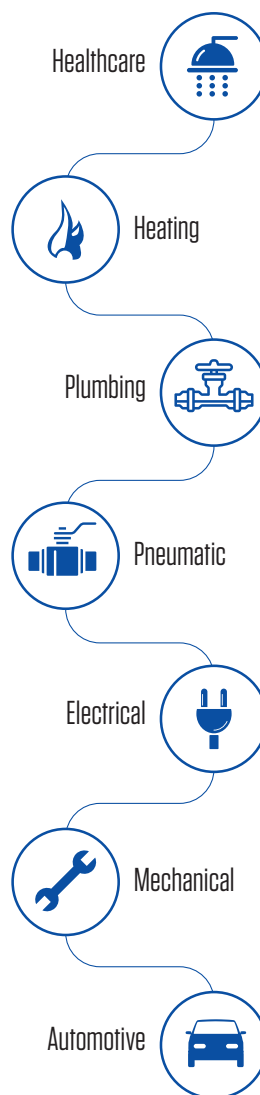 Healthcare
Heating
Plumbing
Pneumatic
Electrical
Mechanical
Automotive